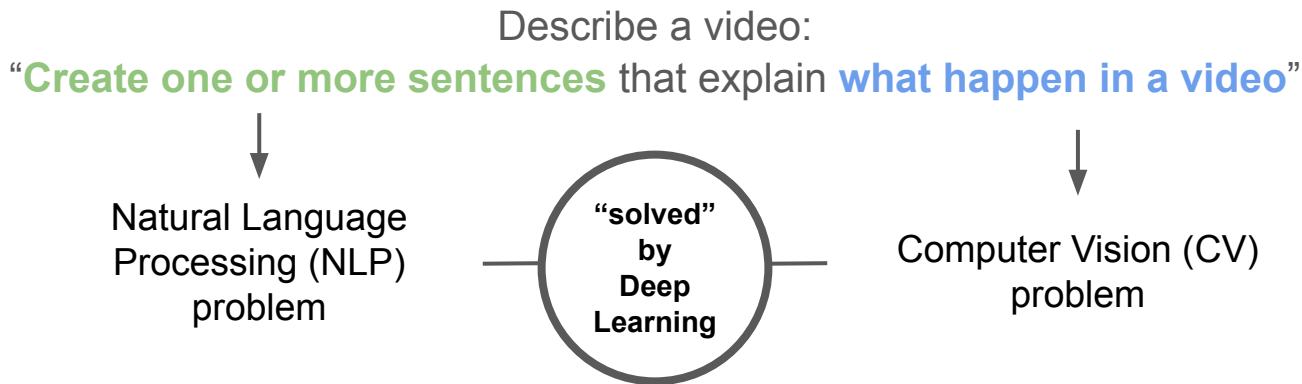 Describe a video:
“Create one or more sentences that explain what happen in a video”
Natural Language
Processing (NLP)
problem
“solved”
by
Deep
Learning
Computer Vision (CV)
problem